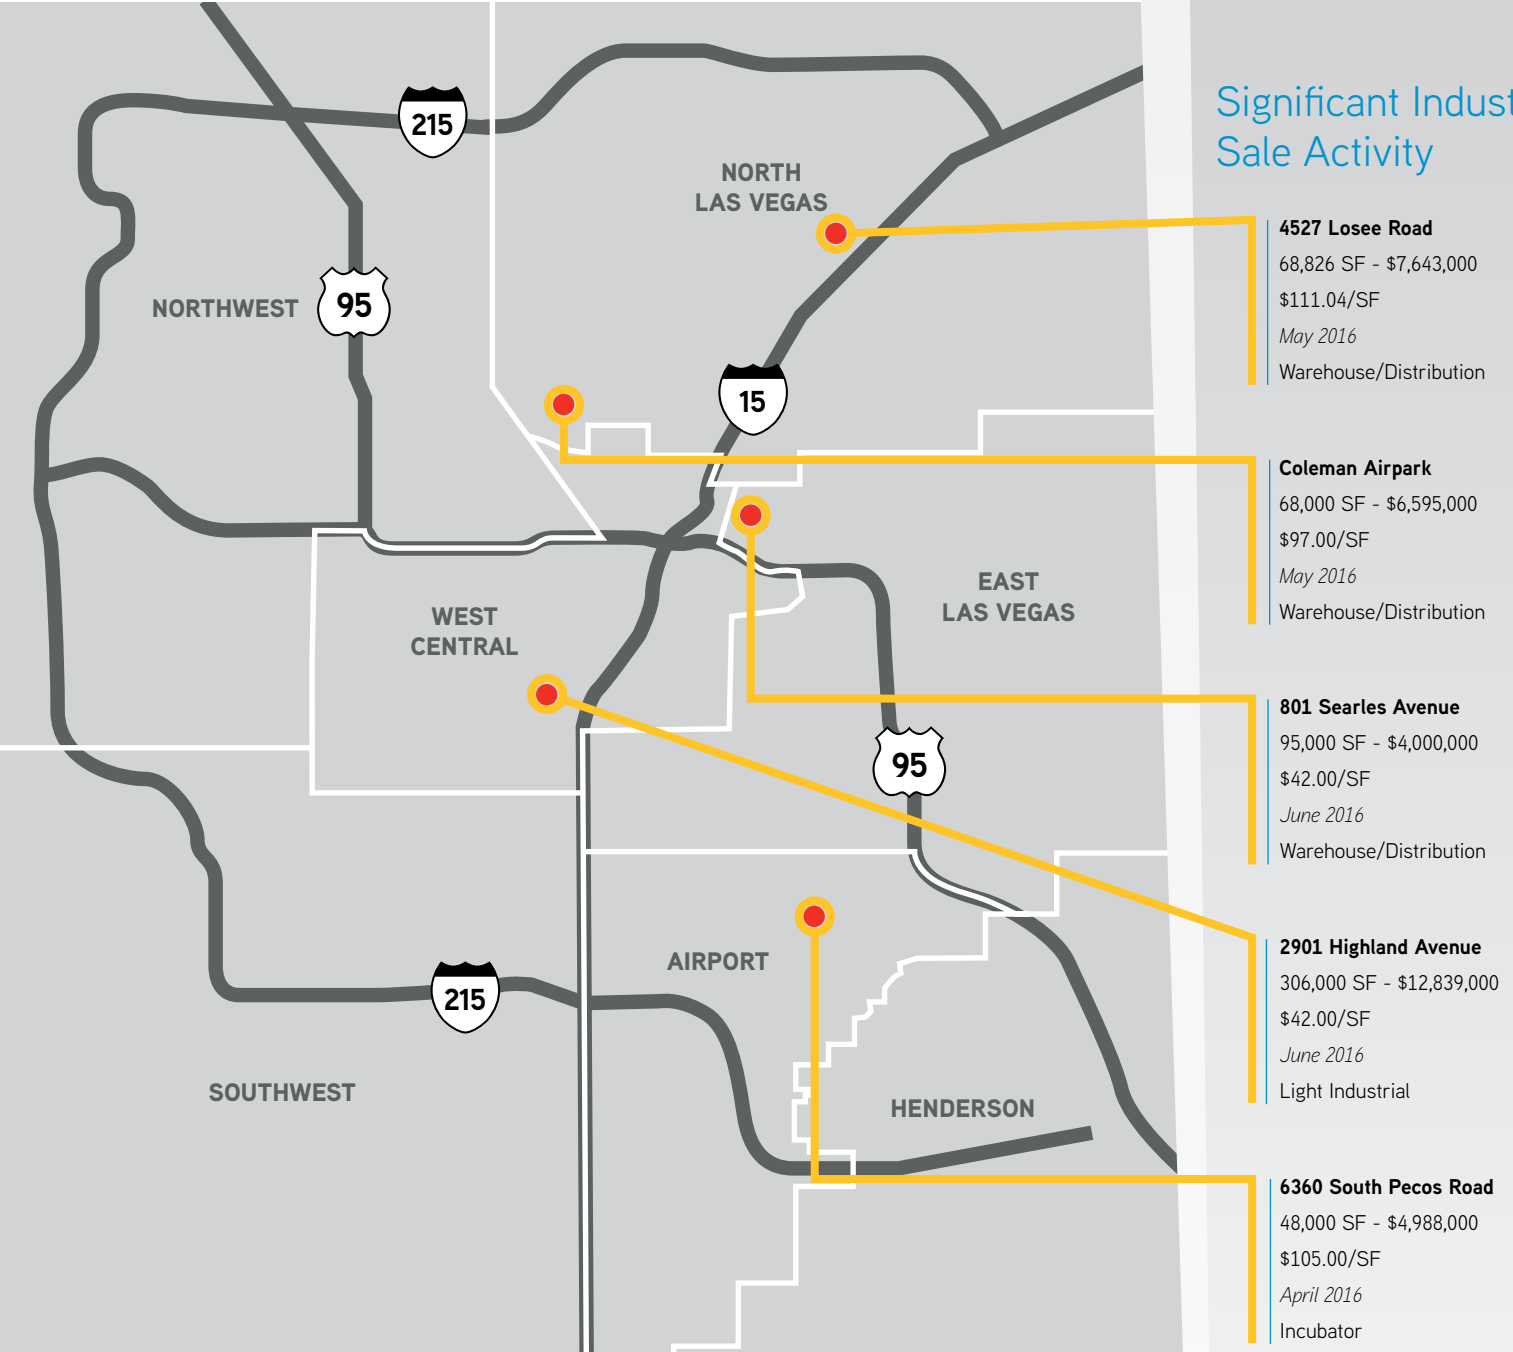 215
NORTH
LAS VEGAS
NORTHWEST
95
15
EAST
LAS VEGAS
WEST
CENTRAL
95
AIRPORT
215
SOUTHWEST
HENDERSON
Significant Indust
Sale Activity
4527 Losee Road
68,826 SF - $7,643,000
$111.04/SF
May 2016
Warehouse/Distribution
Coleman Airpark
68,000 SF - $6,595,000
$97.00/SF
May 2016
Warehouse/Distribution
801 Searles Avenue
95,000 SF - $4,000,000
$42.00/SF
June 2016
Warehouse/Distribution
2901 Highland Avenue
306,000 SF - $12,839,000
$42.00/SF
June 2016
Light Industrial
6360 South Pecos Road
48,000 SF - $4,988,000
$105.00/SF
April 2016
Incubator